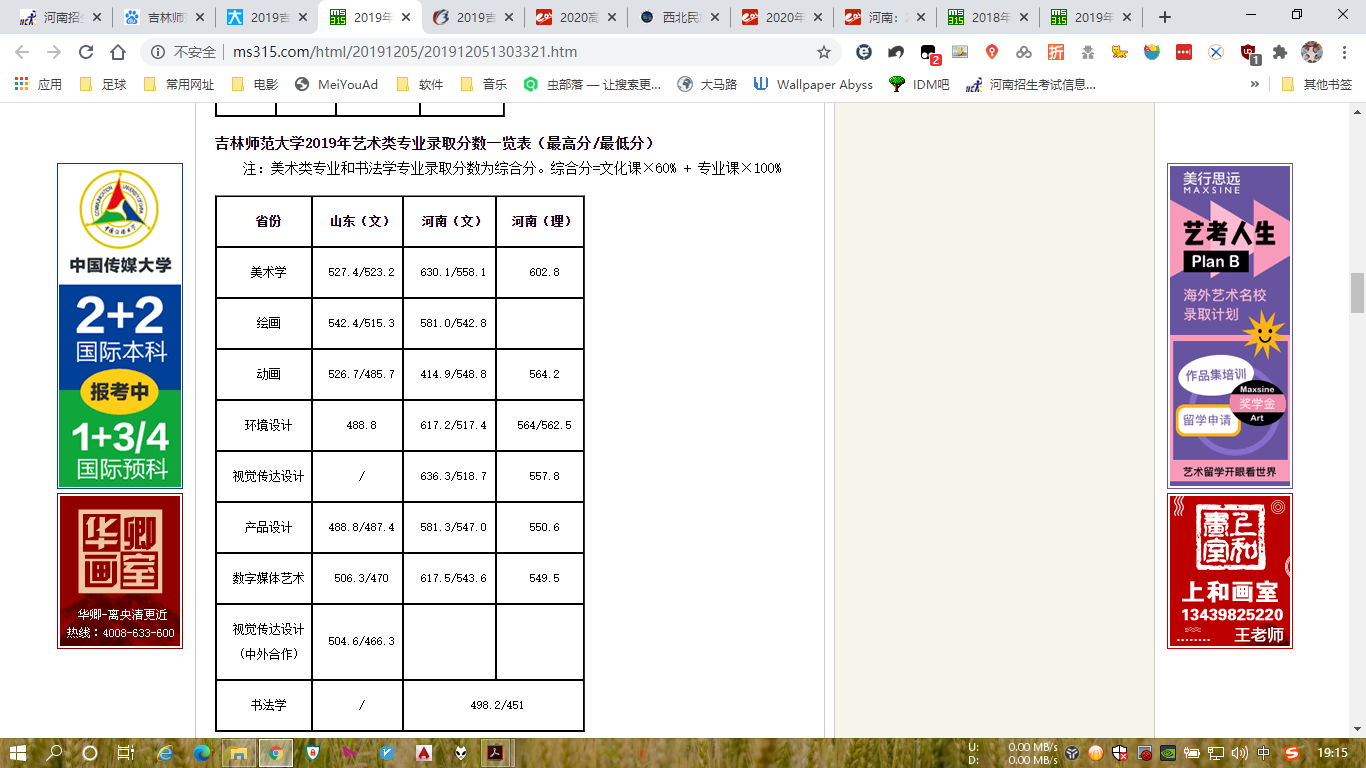 河南招生
吉林师范
2019吉
2019年
2019吉
2020高
西北民族
2020年
河南:2
2018年
2019年
不安全 | ms315.com/html/20191205/201912051303321.htm
应用 足球 常用网址 电影 MeiYouAd 软件 音乐 虫部落 — 让搜索更... 大马路 Wallpaper Abyss IDM吧 河南招生考试信息... » 其他书签
吉林师范大学2019年艺术类专业录取分数一览表（最高分/最低分）
注：美术类专业和书法学专业录取分数为综合分。综合分=文化课×60% + 专业课×100%
省份 山东（文） 河南（文） 河南（理）
美术学 527.4/523.2 630.1/558.1 602.8
绘画 542.4/515.3 581.0/542.8
动画 526.7/485.7 414.9/548.8 564.2
环境设计 488.8 617.2/517.4 564/562.5
视觉传达设计 / 636.3/518.7 557.8
产品设计 488.8/487.4 581.3/547.0 550.6
数字媒体艺术 506.3/470 617.5/543.6 549.5
视觉传达设计
（中外合作） 504.6/466.3
书法学 / 498.2/451
中国传媒大学
2+2
国际本科
报考中
1+3/4
国际预科
华卿画室
华卿-离央清更近
热线：4008-633-600
美行思远
MAXSINE
艺考人生
Plan B
海外艺术名校
录取计划
作品集培训
Maxsine
奖学金
Art
留学申请
艺术留学开眼看世界
上和画室
上和画室
13439825220
王老师
U: 0.00 MB/s
D: 0.00 MB/s
中
19:15